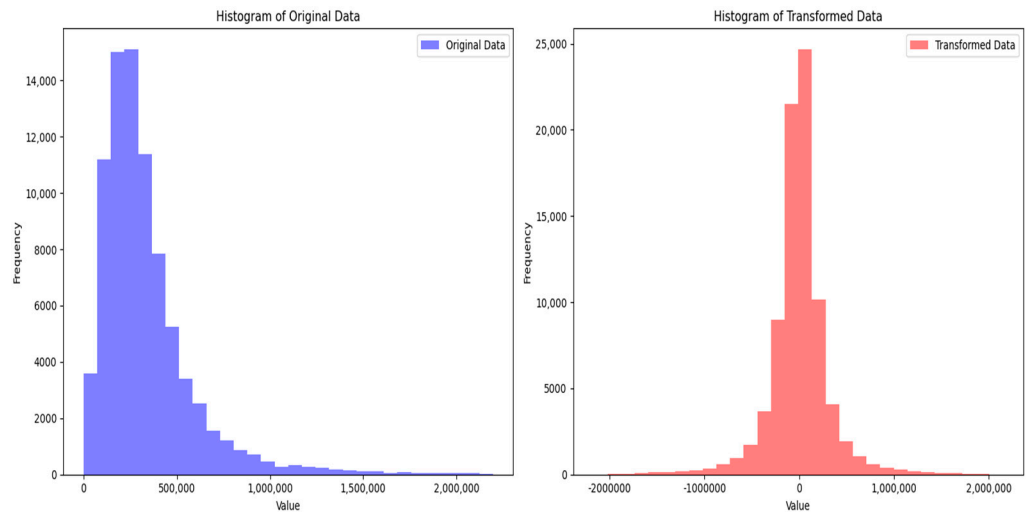 Histogram of Original Data
Original Data
14,000
12,000
10,000
8000
6000
4000
2000
0
Frequency
0 500,000 1,000,000 1,500,000 2,000,000
Value
Histogram of Transformed Data
Transformed Data
25,000
20,000
15,000
10,000
5000
0
Frequency
-2000000 -1000000 0 1,000,000 2,000,000
Value